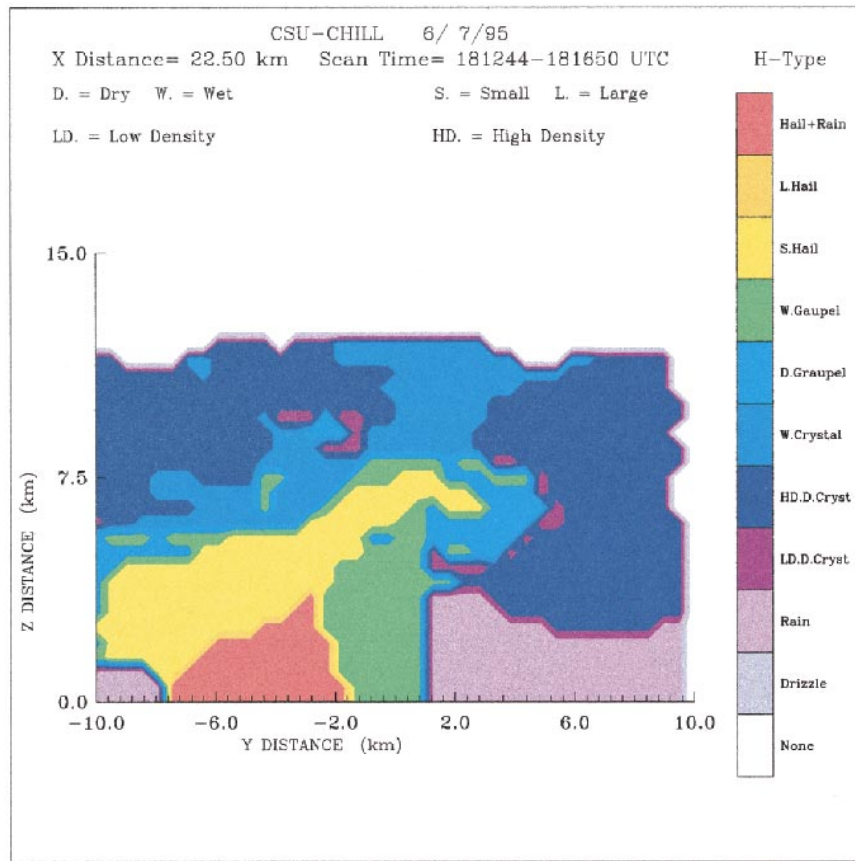 CSU-CHILL 6/ 7/95
X Distance= 22.50 km Scan Time= 181244-181650 UTC H-Type
D. = Dry W. = Wet S. = Small L. = Large
LD. = Low Density HD. = High Density
Hail+Rain
L.Hail
S.Hail
W.Gaupel
D.Graupel
W.Crystal
HD.D.Cryst
LD.D.Cryst
Rain
Drizzle
None
15.0
7.5
0.0
Z DISTANCE (km)
-10.0 -6.0 -2.0 2.0 6.0 10.0
Y DISTANCE (km)